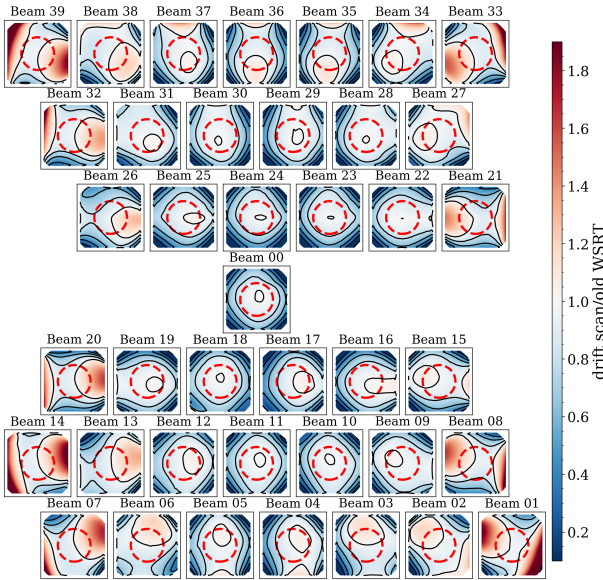 Beam 39 Beam 38 Beam 37 Beam 36 Beam 35 Beam 34 Beam 33
Beam 32 Beam 31 Beam 30 Beam 29 Beam 28 Beam 27
Beam 26 Beam 25 Beam 24 Beam 23 Beam 22 Beam 21
Beam 00
Beam 20 Beam 19 Beam 18 Beam 17 Beam 16 Beam 15
Beam 14 Beam 13 Beam 12 Beam 11 Beam 10 Beam 09 Beam 08
Beam 07 Beam 06 Beam 05 Beam 04 Beam 03 Beam 02 Beam 01
1.8
1.6
1.4
1.2
1.0
0.8
0.6
0.4
0.2
drift scan/old WSRT